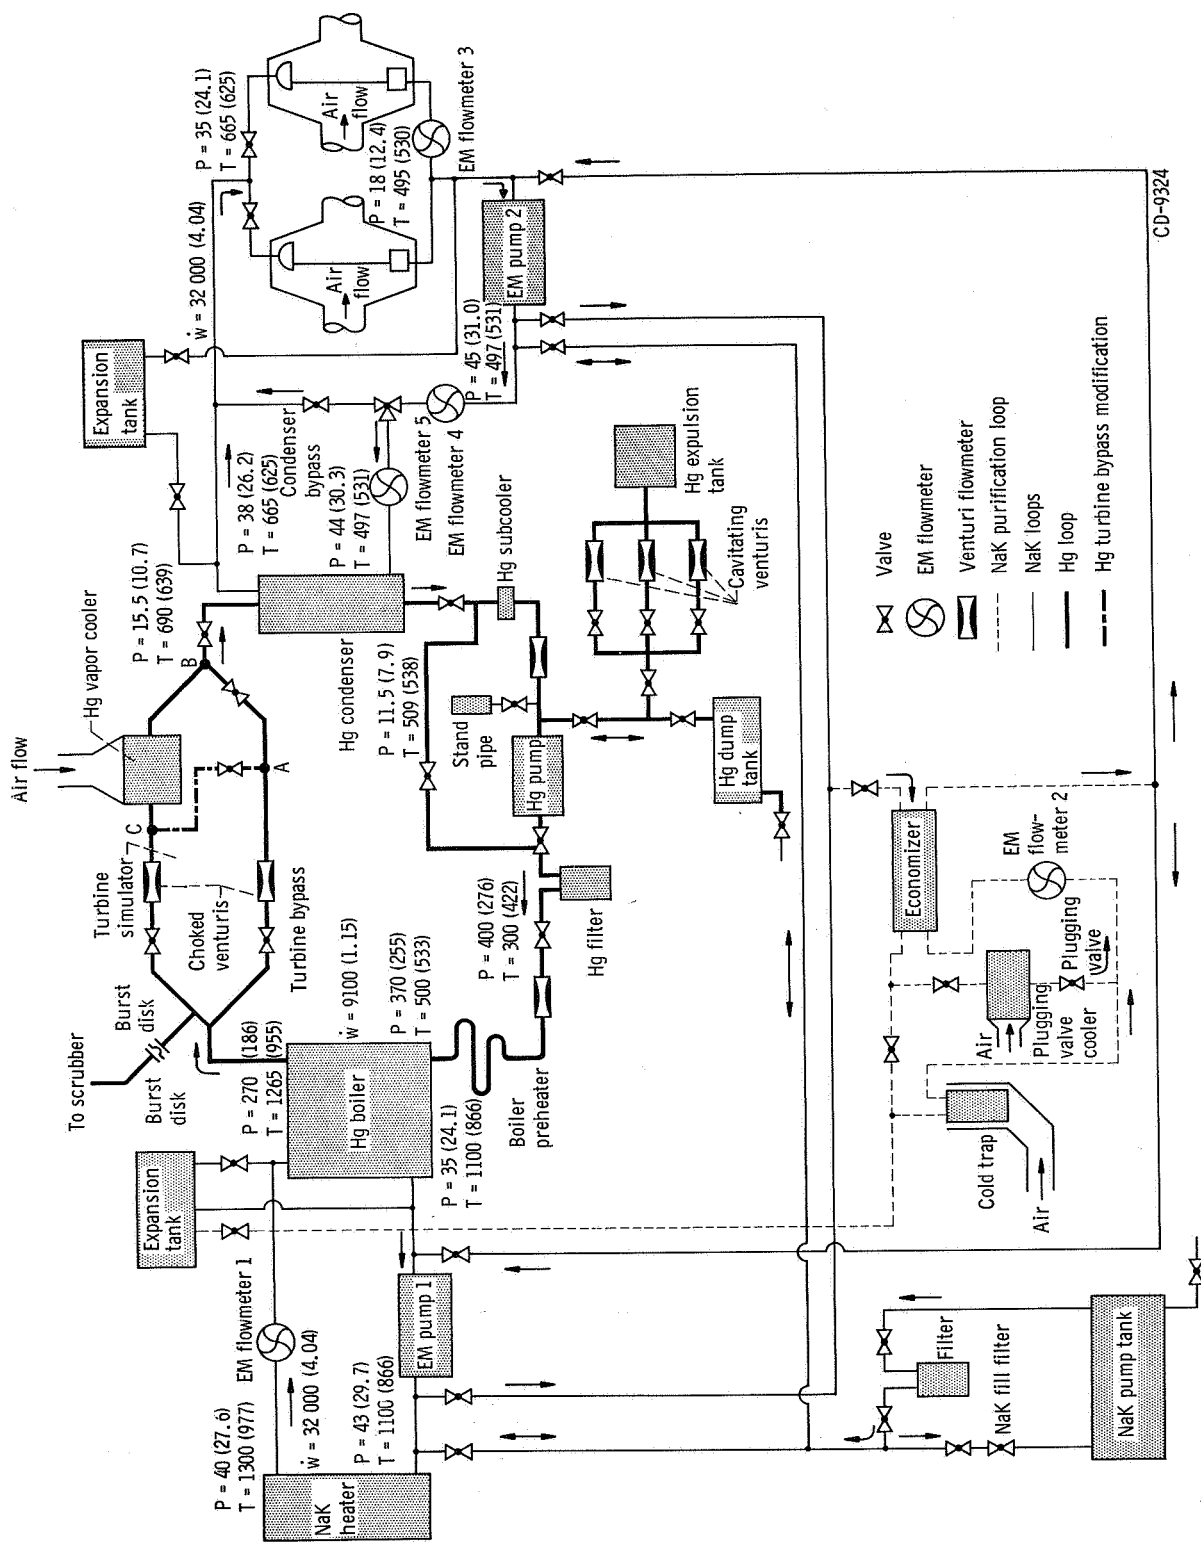 To scrubber
Burst
disk
Burst
disk
Air flow
Hg vapor cooler
Turbine
simulator
C
Choked
venturis
Turbine bypass
A
B
P = 15.5 (10.7)
T = 690 (639)
Expansion
tank
ẇ = 32 000 (4.04)
P = 35 (24.1)
T = 665 (625)
Air
flow
Air
flow
P = 18 (12.4)
T = 495 (530)
EM flowmeter 3
EM pump 2
P = 45 (31.0)
T = 497 (531)
P = 38 (26.2)
T = 665 (625)
Condenser
bypass
P = 44 (30.3)
T = 497 (531)
EM flowmeter 5
EM flowmeter 4
Hg condenser
P = 11.5 (7.9)
T = 509 (538)
Hg subcooler
Stand
pipe
Hg pump
Hg expulsion
tank
Cavitating
venturis
Hg dump
tank
P = 400 (276)
T = 300 (422)
Hg filter
ẇ = 9100 (1.15)
P = 370 (255)
T = 500 (533)
P = 270 (186)
T = 1265 (955)
Hg boiler
Boiler
preheater
P = 35 (24.1)
T = 1100 (866)
Expansion
tank
EM flowmeter 1
P = 40 (27.6)
T = 1300 (977)
ẇ = 32 000 (4.04)
P = 43 (29.7)
T = 1100 (866)
EM pump 1
NaK
heater
Valve
EM flowmeter
Venturi flowmeter
NaK purification loop
NaK loops
Hg loop
Hg turbine bypass modification
Economizer
EM
flow-
meter 2
Plugging
valve
Air
Plugging
valve
cooler
Cold trap
Air
Filter
NaK fill filter
NaK pump tank
CD-9324